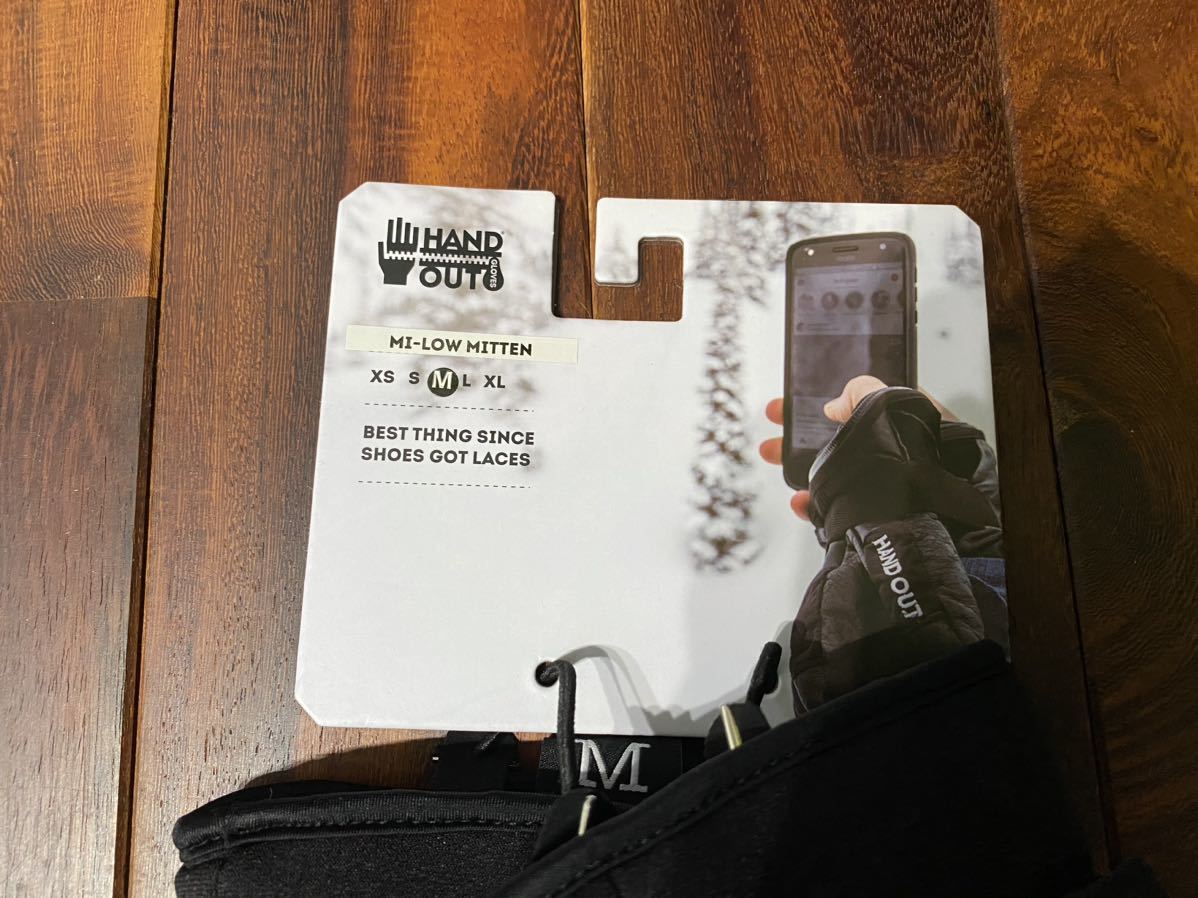 HAND
OUT
GLOVES
MI-LOW MITTEN
XS S M L XL
BEST THING SINCE
SHOES GOT LACES
HAND OUT
M